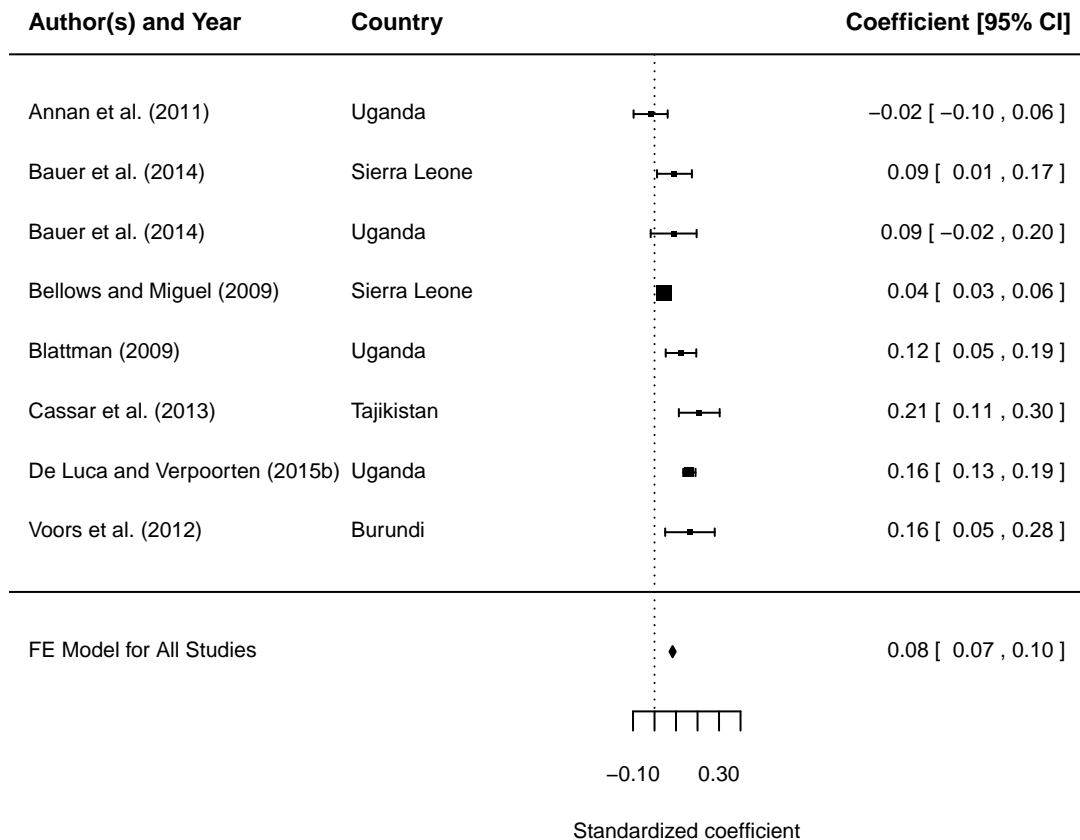 Author(s) and Year Country Coefficient [95% CI]
Annan et al. (2011) Uganda −0.02 [ −0.10 , 0.06 ]
Bauer et al. (2014) Sierra Leone 0.09 [ 0.01 , 0.17 ]
Bauer et al. (2014) Uganda 0.09 [ −0.02 , 0.20 ]
Bellows and Miguel (2009) Sierra Leone 0.04 [ 0.03 , 0.06 ]
Blattman (2009) Uganda 0.12 [ 0.05 , 0.19 ]
Cassar et al. (2013) Tajikistan 0.21 [ 0.11 , 0.30 ]
De Luca and Verpoorten (2015b) Uganda 0.16 [ 0.13 , 0.19 ]
Voors et al. (2012) Burundi 0.16 [ 0.05 , 0.28 ]
FE Model for All Studies 0.08 [ 0.07 , 0.10 ]
−0.10 0.30
Standardized coefficient